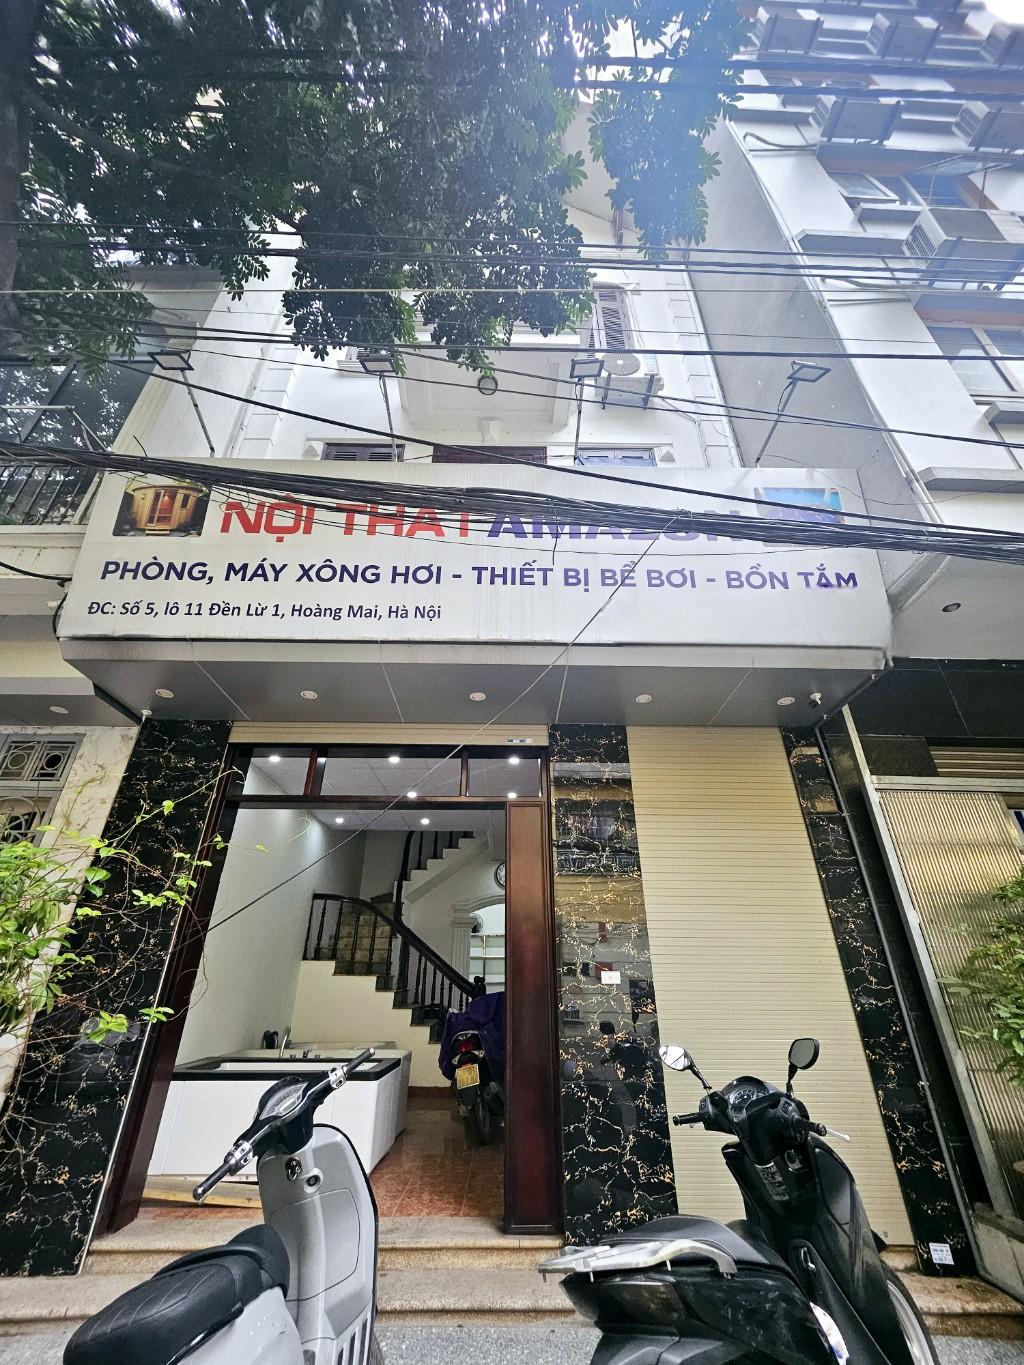 NỘI THẤT AMAZON
PHÒNG, MÁY XÔNG HƠI - THIẾT BỊ BỂ BƠI - BỒN TẮM
ĐC: Số 5, lô 11 Đền Lừ 1, Hoàng Mai, Hà Nội